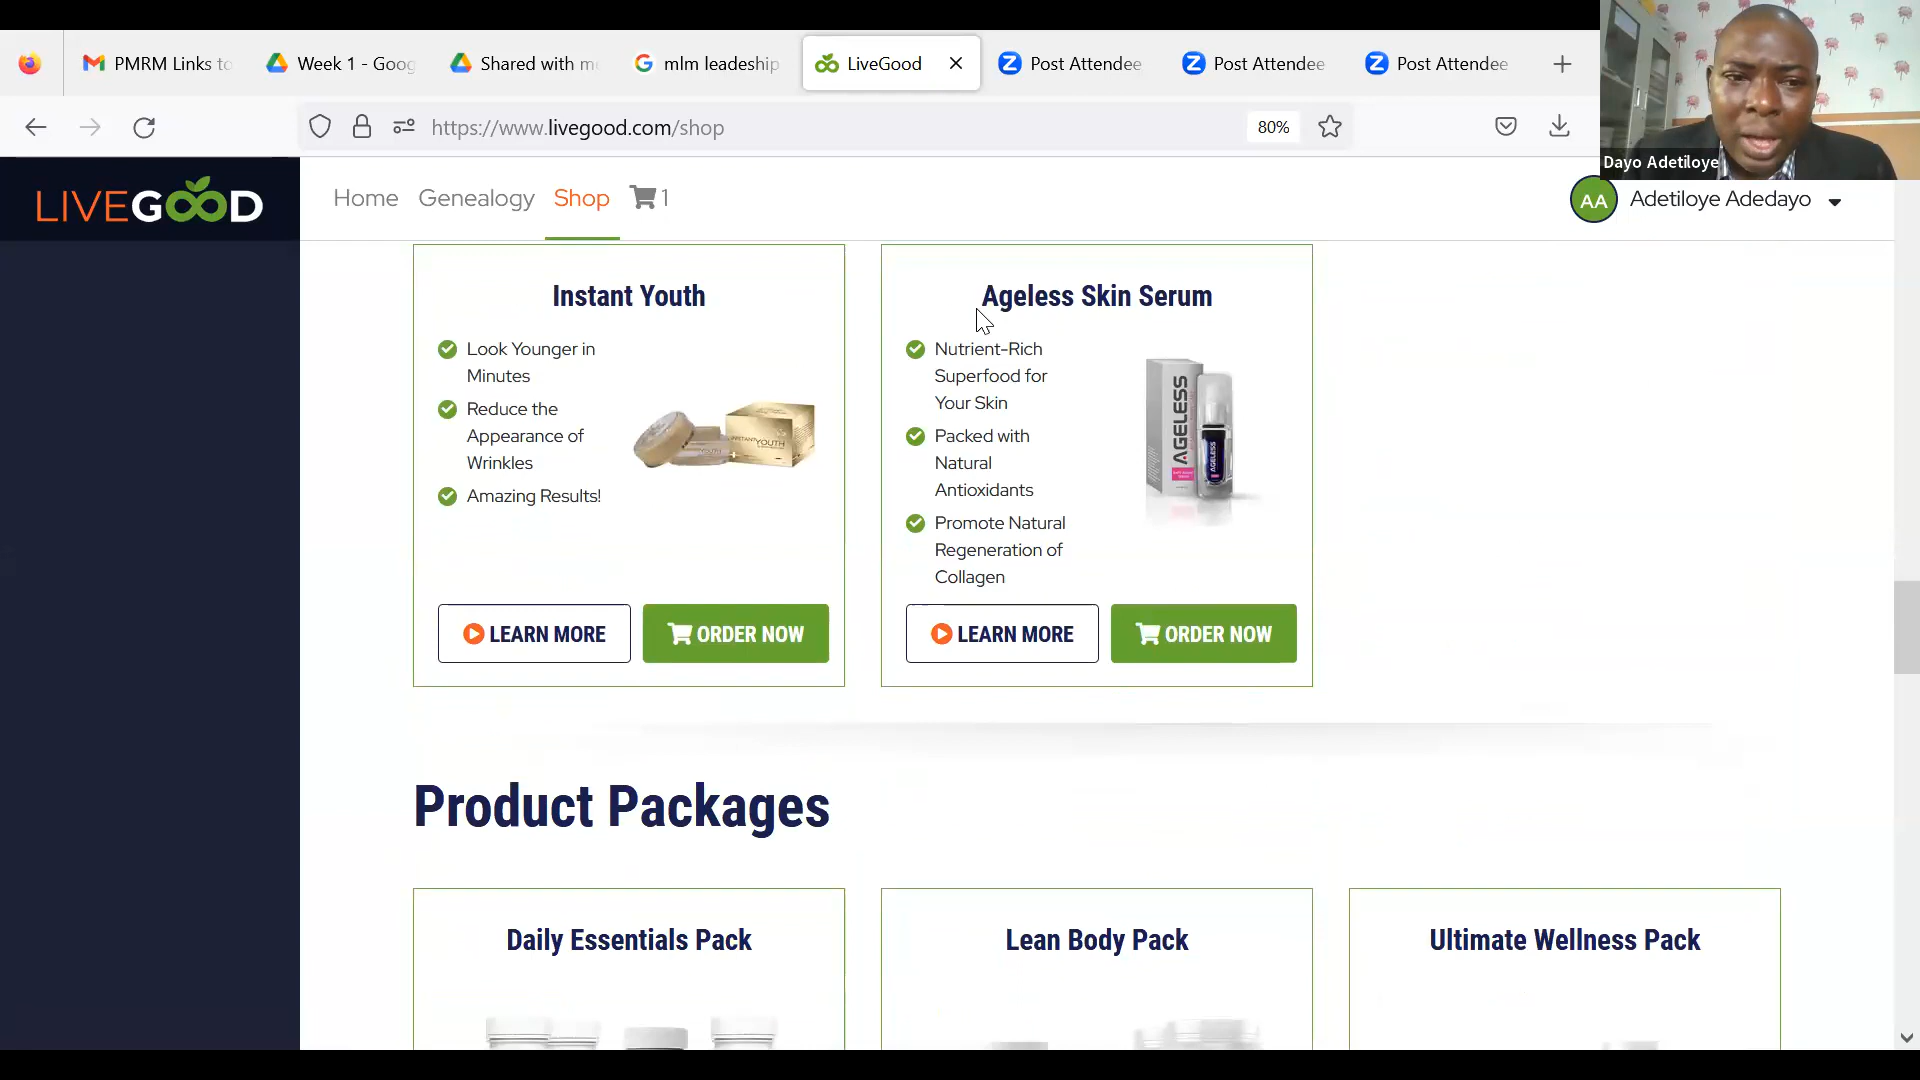 PMRM Links to
Week 1 - Goog
Shared with m
mlm leadeship
LiveGood
Post Attendee
Post Attendee
Post Attendee
https://www.livegood.com/shop
80%
Dayo Adetiloye
LIVEGOOD
Home
Genealogy
Shop
1
AA
Adetiloye Adedayo
Instant Youth
Look Younger in
Minutes
Reduce the
Appearance of
Wrinkles
Amazing Results!
INSTANT YOUTH
LEARN MORE
ORDER NOW
Ageless Skin Serum
Nutrient-Rich
Superfood for
Your Skin
Packed with
Natural
Antioxidants
Promote Natural
Regeneration of
Collagen
AGELESS
AGELESS
LEARN MORE
ORDER NOW
Product Packages
Daily Essentials Pack
Lean Body Pack
Ultimate Wellness Pack